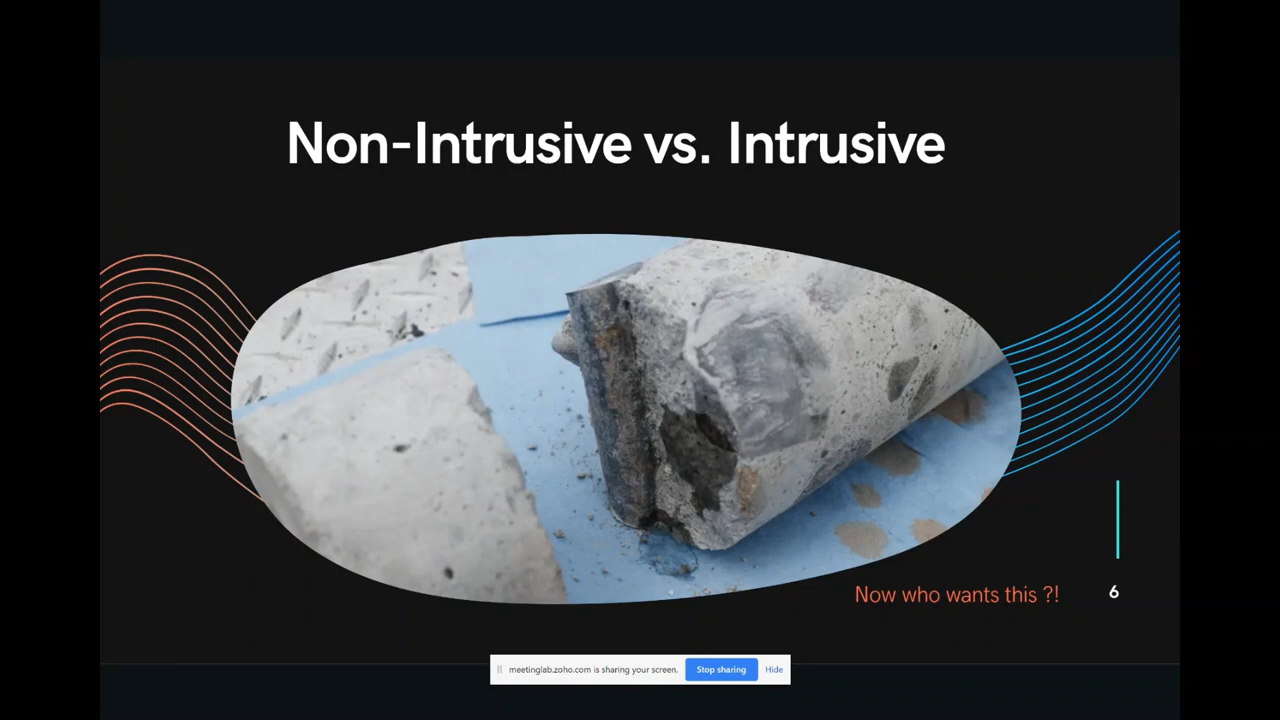 Non-Intrusive vs. Intrusive
Now who wants this ?!
6
meetinglab.zoho.com is sharing your screen.
Stop sharing
Hide